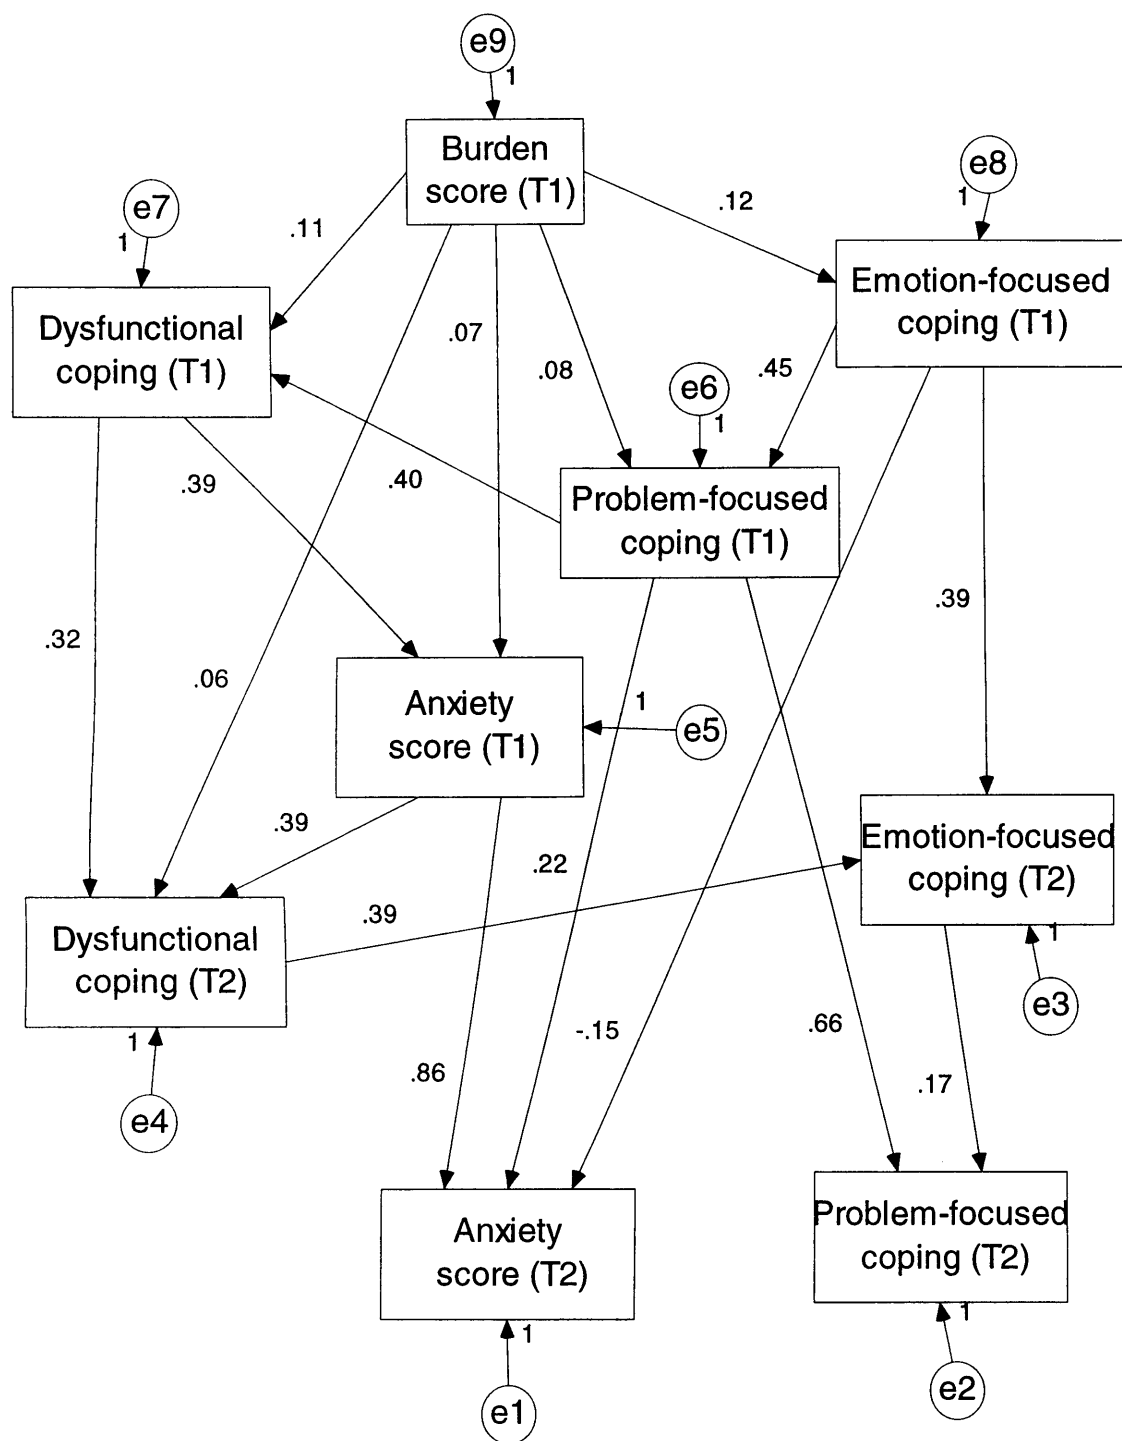 e9
1
Burden
score (T1)
e8
1
.12
e7
1
.11
Emotion-focused
coping (T1)
Dysfunctional
coping (T1)
.07
.08
.45
e6
1
.39
.40
Problem-focused
coping (T1)
.39
.32
.06
Anxiety
score (T1)
1
e5
.39
.22
Emotion-focused
coping (T2)
1
e3
.39
Dysfunctional
coping (T2)
1
e4
-.15
.66
.86
.17
Anxiety
score (T2)
1
e1
Problem-focused
coping (T2)
1
e2